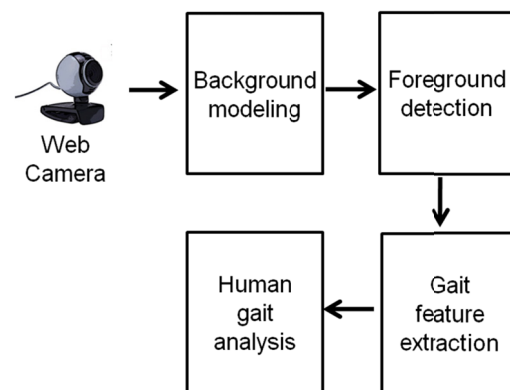 Web
Camera
Background
modeling
Foreground
detection
Gait
feature
extraction
Human
gait
analysis